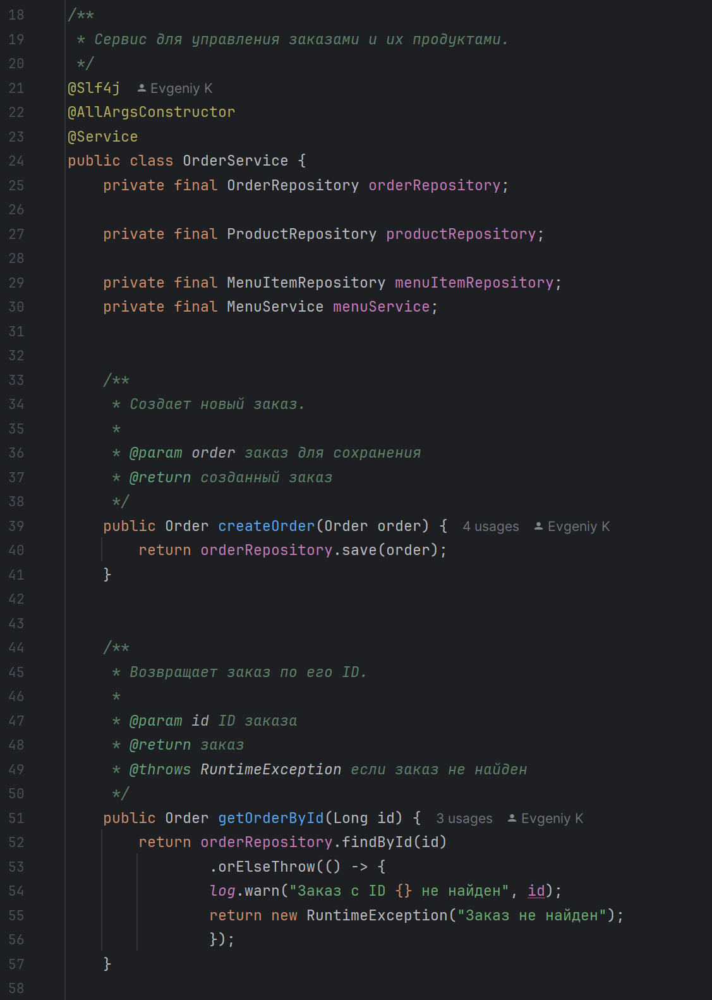 18 /**
19  * Сервис для управления заказами и их продуктами.
20  */
21 @Slf4j Evgeniy K
22 @AllArgsConstructor
23 @Service
24 public class OrderService {
25     private final OrderRepository orderRepository;
26
27     private final ProductRepository productRepository;
28
29     private final MenuItemRepository menuItemRepository;
30     private final MenuService menuService;
31
32
33     /**
34      * Создает новый заказ.
35      *
36      * @param order заказ для сохранения
37      * @return созданный заказ
38      */
39     public Order createOrder(Order order) { 4 usages Evgeniy K
40         return orderRepository.save(order);
41     }
42
43
44     /**
45      * Возвращает заказ по его ID.
46      *
47      * @param id ID заказа
48      * @return заказ
49      * @throws RuntimeException если заказ не найден
50      */
51     public Order getOrderById(Long id) { 3 usages Evgeniy K
52         return orderRepository.findById(id)
53                 .orElseThrow(() -> {
54                 log.warn("Заказ с ID {} не найден", id);
55                 return new RuntimeException("Заказ не найден");
56                 });
57     }
58